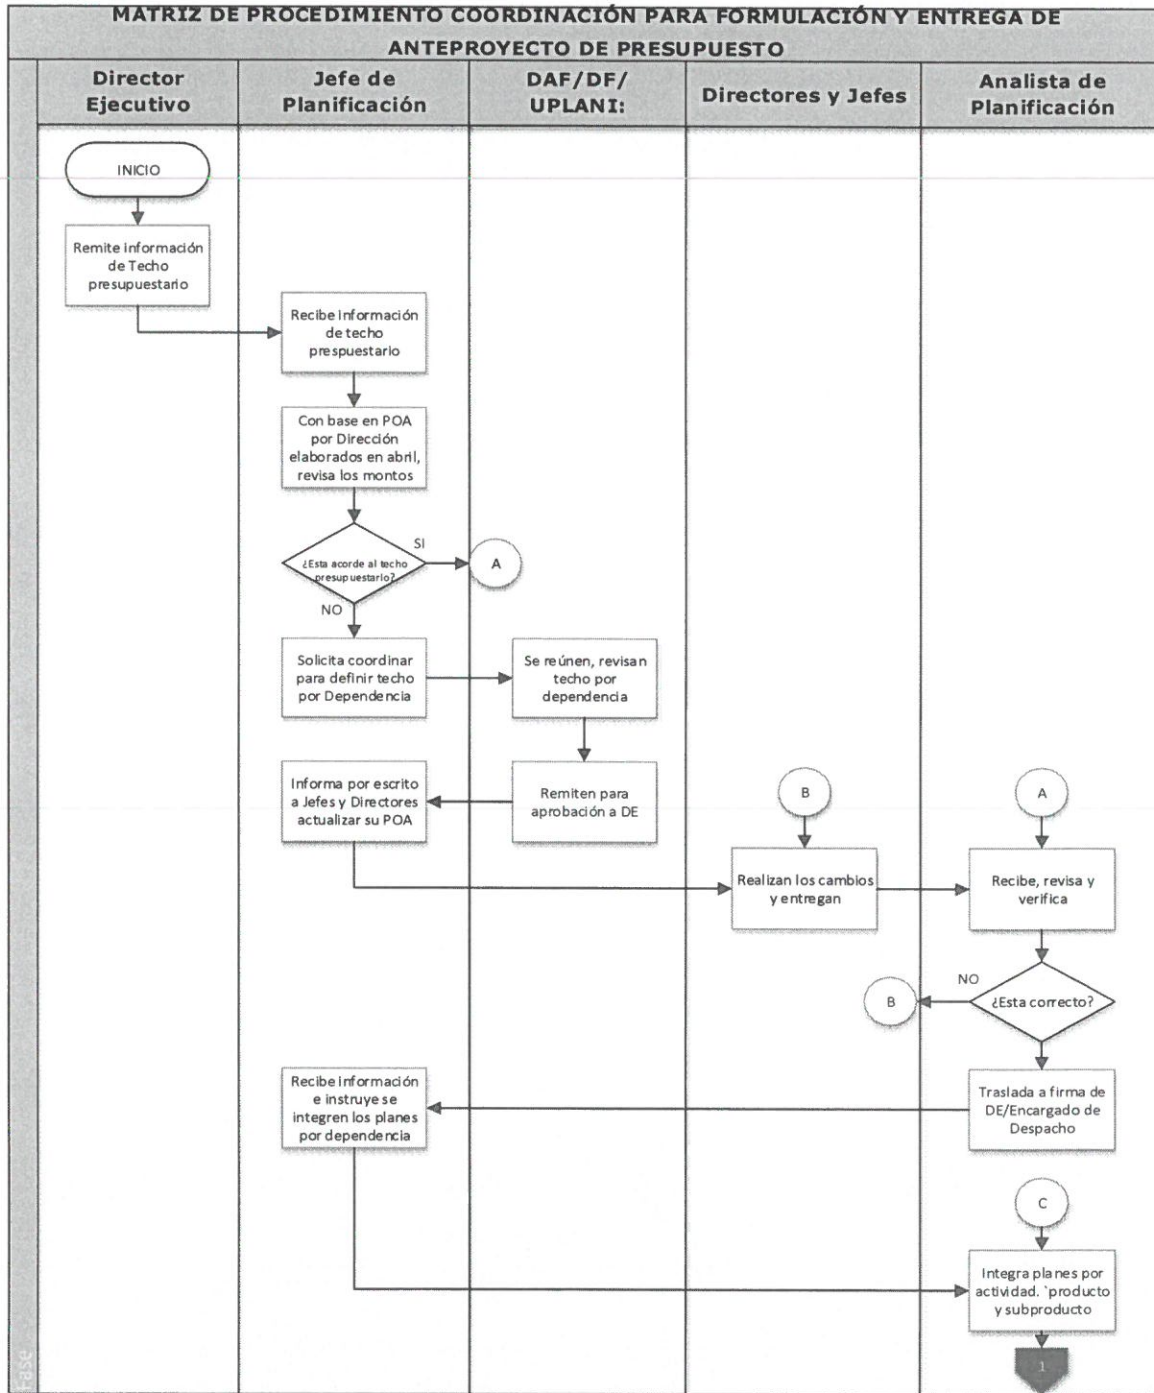 MATRIZ DE PROCEDIMIENTO COORDINACIÓN PARA FORMULACIÓN Y ENTREGA DE
ANTEPROYECTO DE PRESUPUESTO
Director
Ejecutivo
Jefe de
Planificación
DAF/DF/
UPLANI:
Directores y Jefes
Analista de
Planificación
INICIO
Remite información
de Techo
presupuestario
Recibe información
de techo
prespuestario
Con base en POA
por Dirección
elaborados en abril,
revisa los montos
¿Esta acorde al techo
presupuestario?
SI
A
NO
Solicita coordinar
para definir techo
por Dependencia
Se reúnen, revisan
techo por
dependencia
Informa por escrito
a Jefes y Directores
actualizar su POA
Remiten para
aprobación a DE
B
A
Realizan los cambios
y entregan
Recibe, revisa y
verifica
NO
B
¿Esta correcto?
Recibe información
e instruye se
integren los planes
por dependencia
Traslada a firma de
DE/Encargado de
Despacho
C
Integra planes por
actividad. `producto
y subproducto
1
Fase